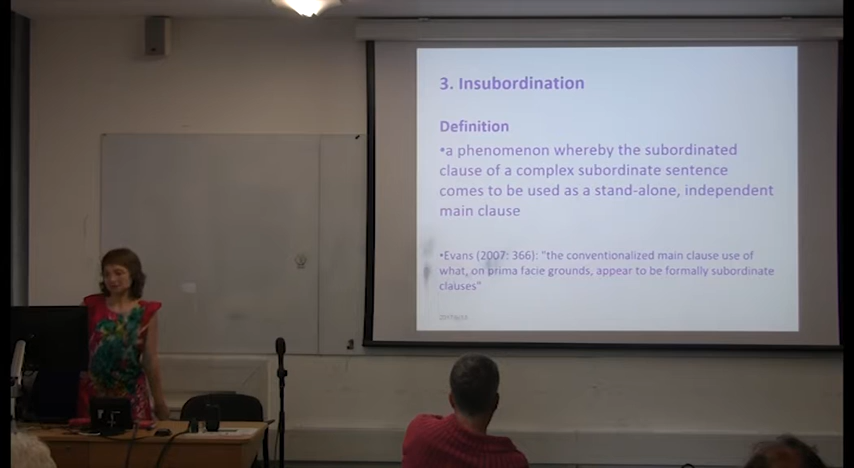 3. Insubordination
Definition
•a phenomenon whereby the subordinated
clause of a complex subordinate sentence
comes to be used as a stand-alone, independent
main clause
•Evans (2007: 366): "the conventionalized main clause use of
what, on prima facie grounds, appear to be formally subordinate
clauses"